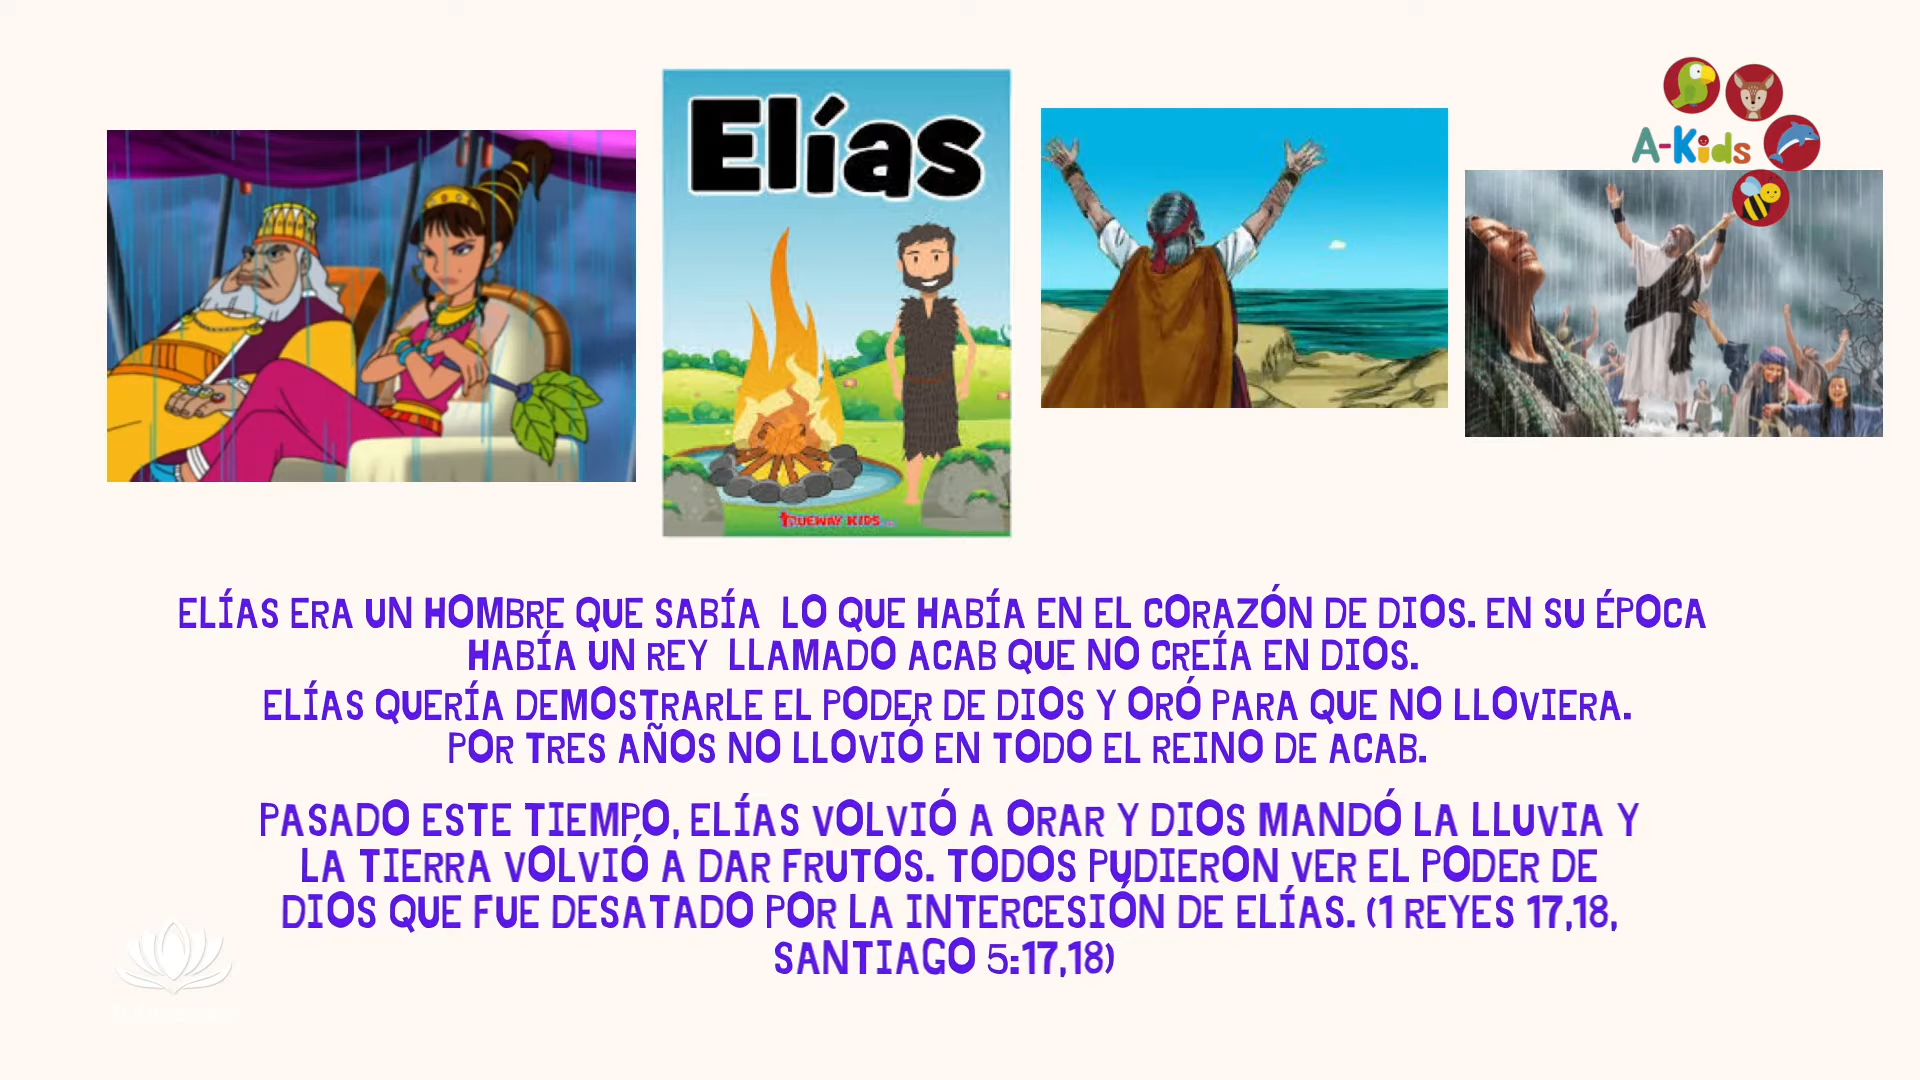 Elías
A-Kids
TRUEWAY KIDS
ELÍAS ERA UN HOMBRE QUE SABÍA LO QUE HABÍA EN EL CORAZÓN DE DIOS. EN SU ÉPOCA
HABÍA UN REY LLAMADO ACAB QUE NO CREÍA EN DIOS.
ELÍAS QUERÍA DEMOSTRARLE EL PODER DE DIOS Y ORÓ PARA QUE NO LLOVIERA.
POR TRES AÑOS NO LLOVIÓ EN TODO EL REINO DE ACAB.
PASADO ESTE TIEMPO, ELÍAS VOLVIÓ A ORAR Y DIOS MANDÓ LA LLUVIA Y
LA TIERRA VOLVIÓ A DAR FRUTOS. TODOS PUDIERON VER EL PODER DE
DIOS QUE FUE DESATADO POR LA INTERCESIÓN DE ELÍAS. (1 REYES 17,18,
SANTIAGO 5:17,18)